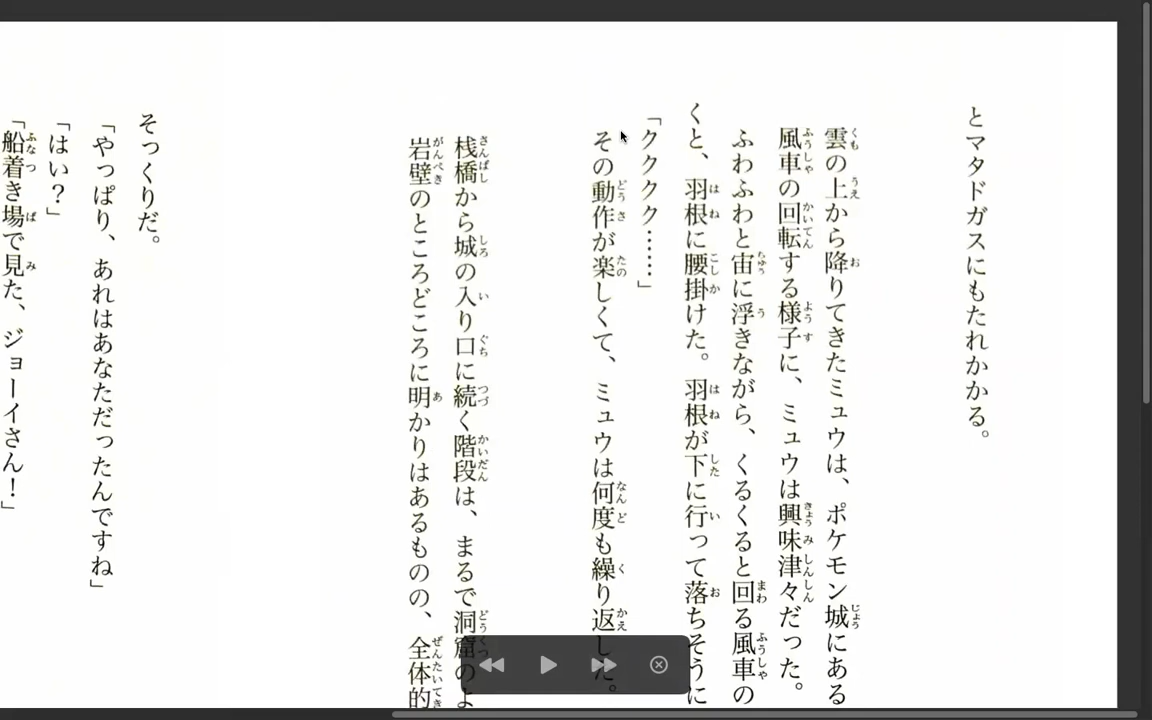 とマタドガスにもたれかかる。
雲の上から降りてきたミュウは、ポケモン城にある
風車の回転する様子に、ミュウは興味津々だった。
ふわふわと宙に浮きながら、くるくると回る風車の
くと、羽根に腰掛けた。羽根が下に行って落ちそうに
「クククク……」
その動作が楽しくて、ミュウは何度も繰り返した。
桟橋から城の入り口に続く階段は、まるで洞窟のよ
岩壁のところどころに明かりはあるものの、全体的
そっくりだ。
「やっぱり、あれはあなただったんですね」
「はい？」
「船着き場で見た、ジョーイさん！」